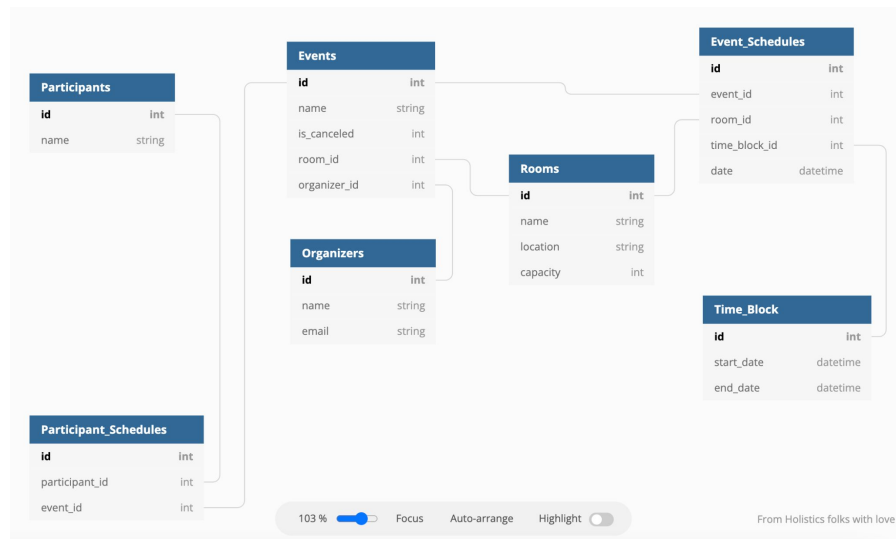 Participants
id int
name string
Events
id int
name string
is_canceled int
room_id int
organizer_id int
Organizers
id int
name string
email string
Rooms
id int
name string
location string
capacity int
Event_Schedules
id int
event_id int
room_id int
time_block_id int
date datetime
Time_Block
id int
start_date datetime
end_date datetime
Participant_Schedules
id int
participant_id int
event_id int
103 % Focus Auto-arrange Highlight
From Holistics folks with love